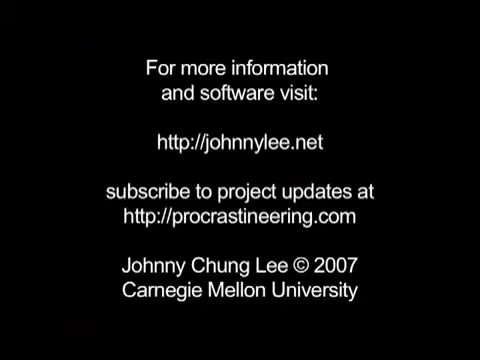 For more information
and software visit:
http://johnnylee.net
subscribe to project updates at
http://procrastineering.com
Johnny Chung Lee © 2007
Carnegie Mellon University